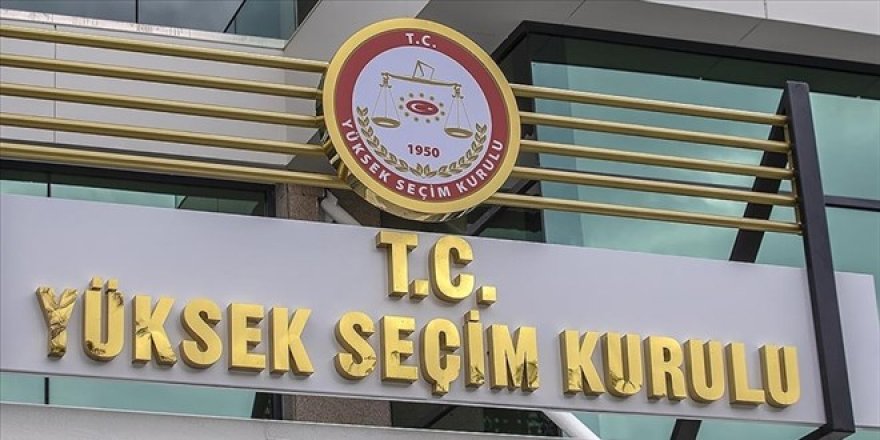 T.C.
1950
YÜKSEK SEÇİM KURULU
T.C.
YÜKSEK SEÇİM KURULU